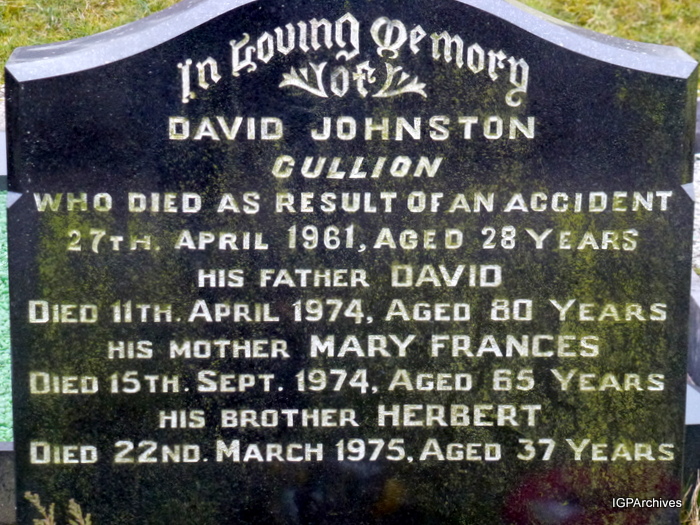 In Loving Memory
of
DAVID JOHNSTON
GULLION
WHO DIED AS RESULT OF AN ACCIDENT
27TH. APRIL 1961, AGED 28 YEARS
HIS FATHER DAVID
DIED 11TH. APRIL 1974, AGED 80 YEARS
HIS MOTHER MARY FRANCES
DIED 15TH. SEPT. 1974, AGED 65 YEARS
HIS BROTHER HERBERT
DIED 22ND. MARCH 1975, AGED 37 YEARS
IGPArchives